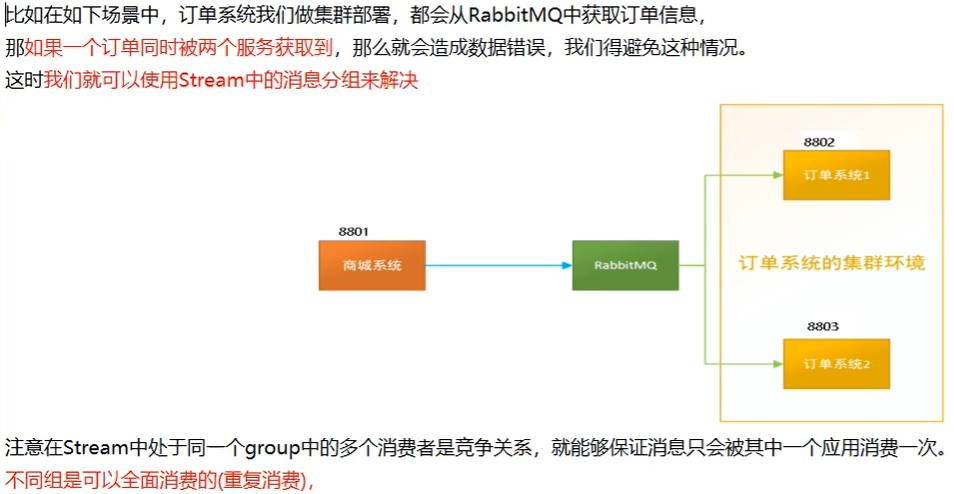 比如在如下场景中，订单系统我们做集群部署，都会从RabbitMQ中获取订单信息，
那如果一个订单同时被两个服务获取到，那么就会造成数据错误，我们得避免这种情况。
这时我们就可以使用Stream中的消息分组来解决
8802
订单系统1
8801
商城系统
RabbitMQ
订单系统的集群环境
8803
订单系统2
注意在Stream中处于同一个group中的多个消费者是竞争关系，就能够保证消息只会被其中一个应用消费一次。
不同组是可以全面消费的(重复消费)，